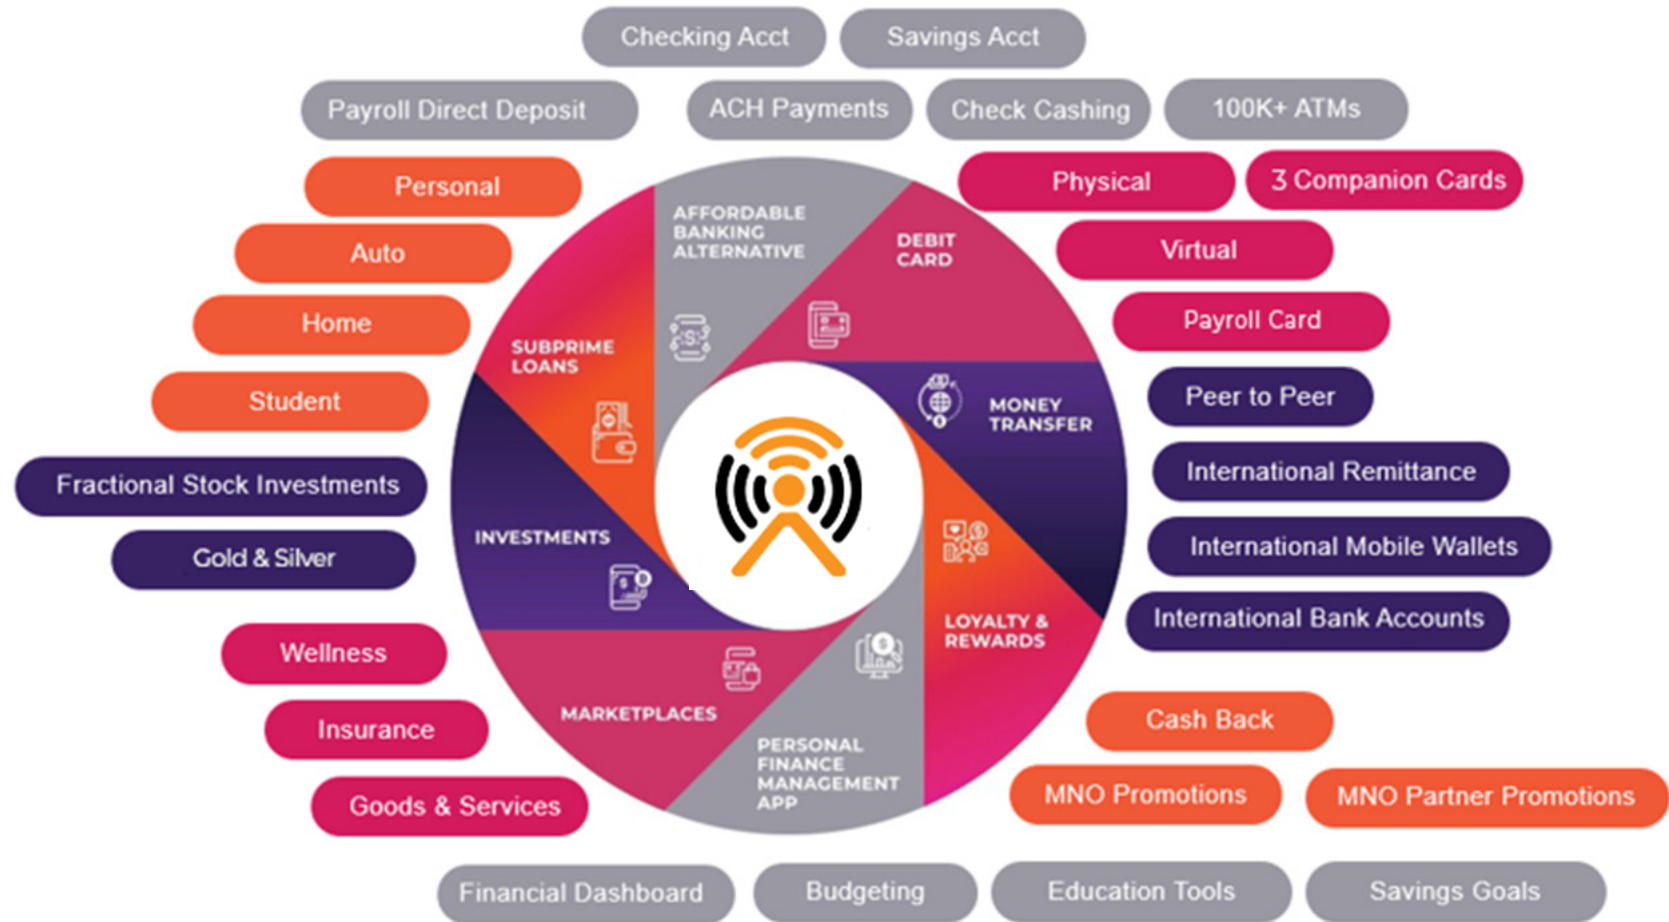 Checking Acct
Savings Acct
Payroll Direct Deposit
ACH Payments
Check Cashing
100K+ ATMs
Personal
Physical
3 Companion Cards
Auto
AFFORDABLE
BANKING
ALTERNATIVE
DEBIT
CARD
Virtual
Home
SUBPRIME
LOANS
Payroll Card
Student
MONEY
TRANSFER
Peer to Peer
Fractional Stock Investments
International Remittance
Gold & Silver
INVESTMENTS
International Mobile Wallets
LOYALTY &
REWARDS
International Bank Accounts
Wellness
MARKETPLACES
Insurance
PERSONAL
FINANCE
MANAGEMENT
APP
Cash Back
Goods & Services
MNO Promotions
MNO Partner Promotions
Financial Dashboard
Budgeting
Education Tools
Savings Goals